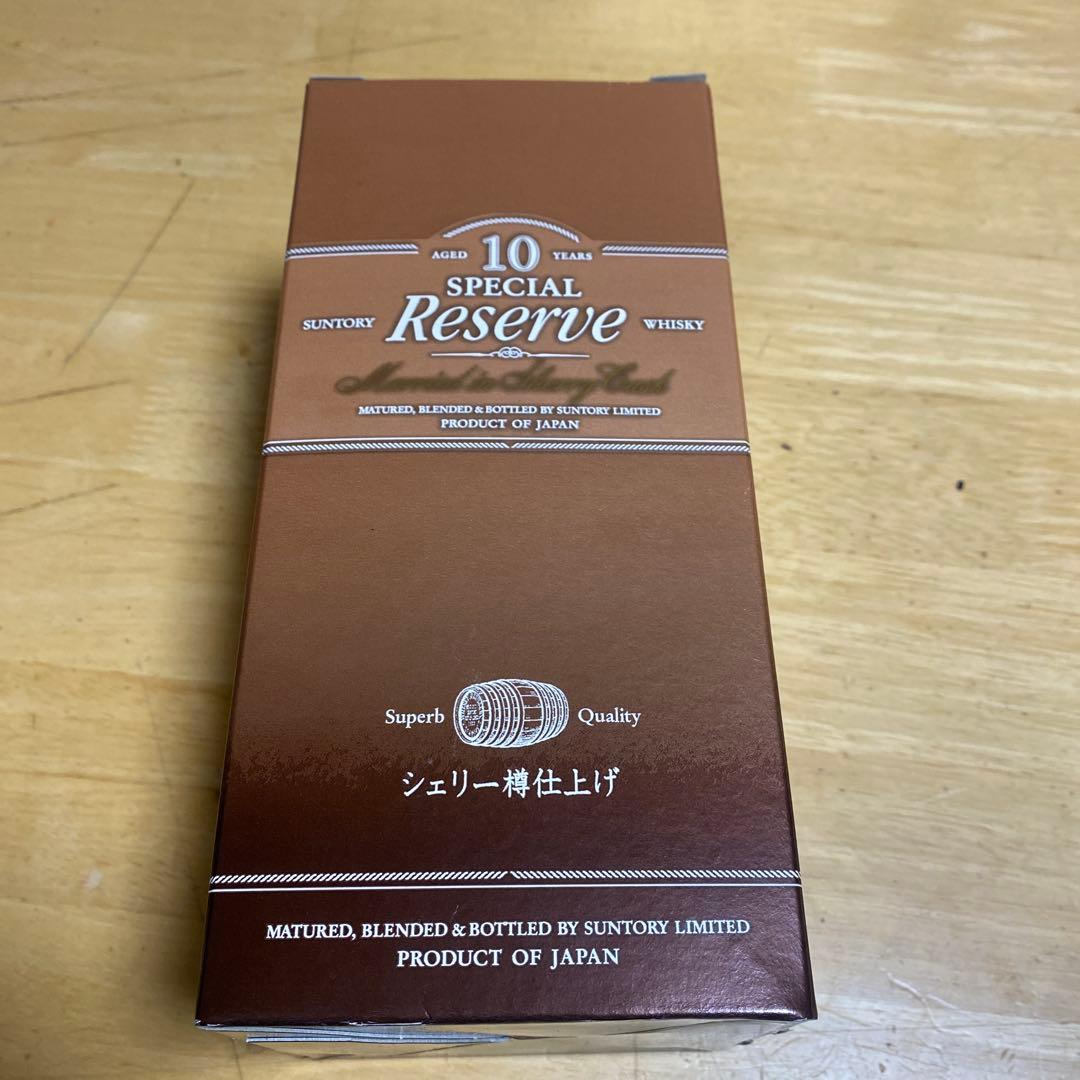 AGED 10 YEARS
SPECIAL
SUNTORY Reserve WHISKY
Married in Sherry Cask
MATURED, BLENDED & BOTTLED BY SUNTORY LIMITED
PRODUCT OF JAPAN
Superb Quality
シェリー樽仕上げ
MATURED, BLENDED & BOTTLED BY SUNTORY LIMITED
PRODUCT OF JAPAN